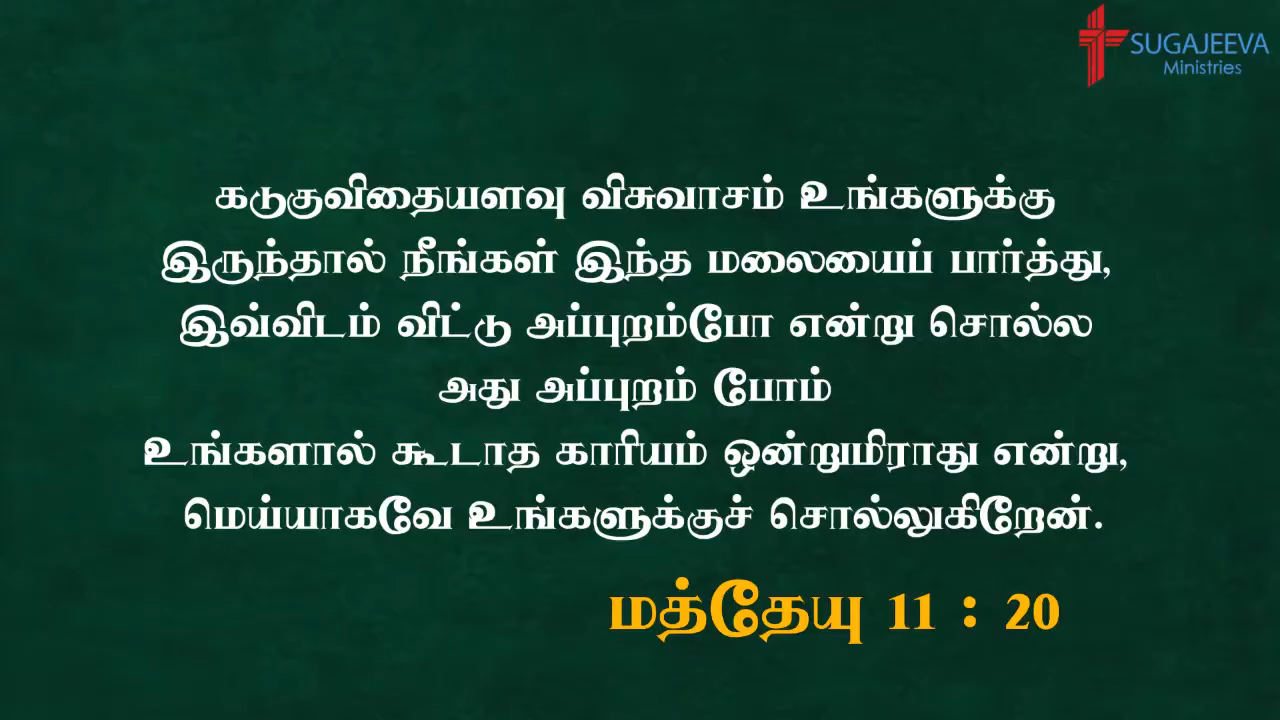 SUGAJEEVA
Ministries
கடுகுவிதையளவு விசுவாசம் உங்களுக்கு
இருந்தால் நீங்கள் இந்த மலையைப் பார்த்து,
இவ்விடம் விட்டு அப்புறம்போ என்று சொல்ல
அது அப்புறம் போம்
உங்களால் கூடாத காரியம் ஒன்றுமிராது என்று,
மெய்யாகவே உங்களுக்குச் சொல்லுகிறேன்.
மத்தேயு 11 : 20